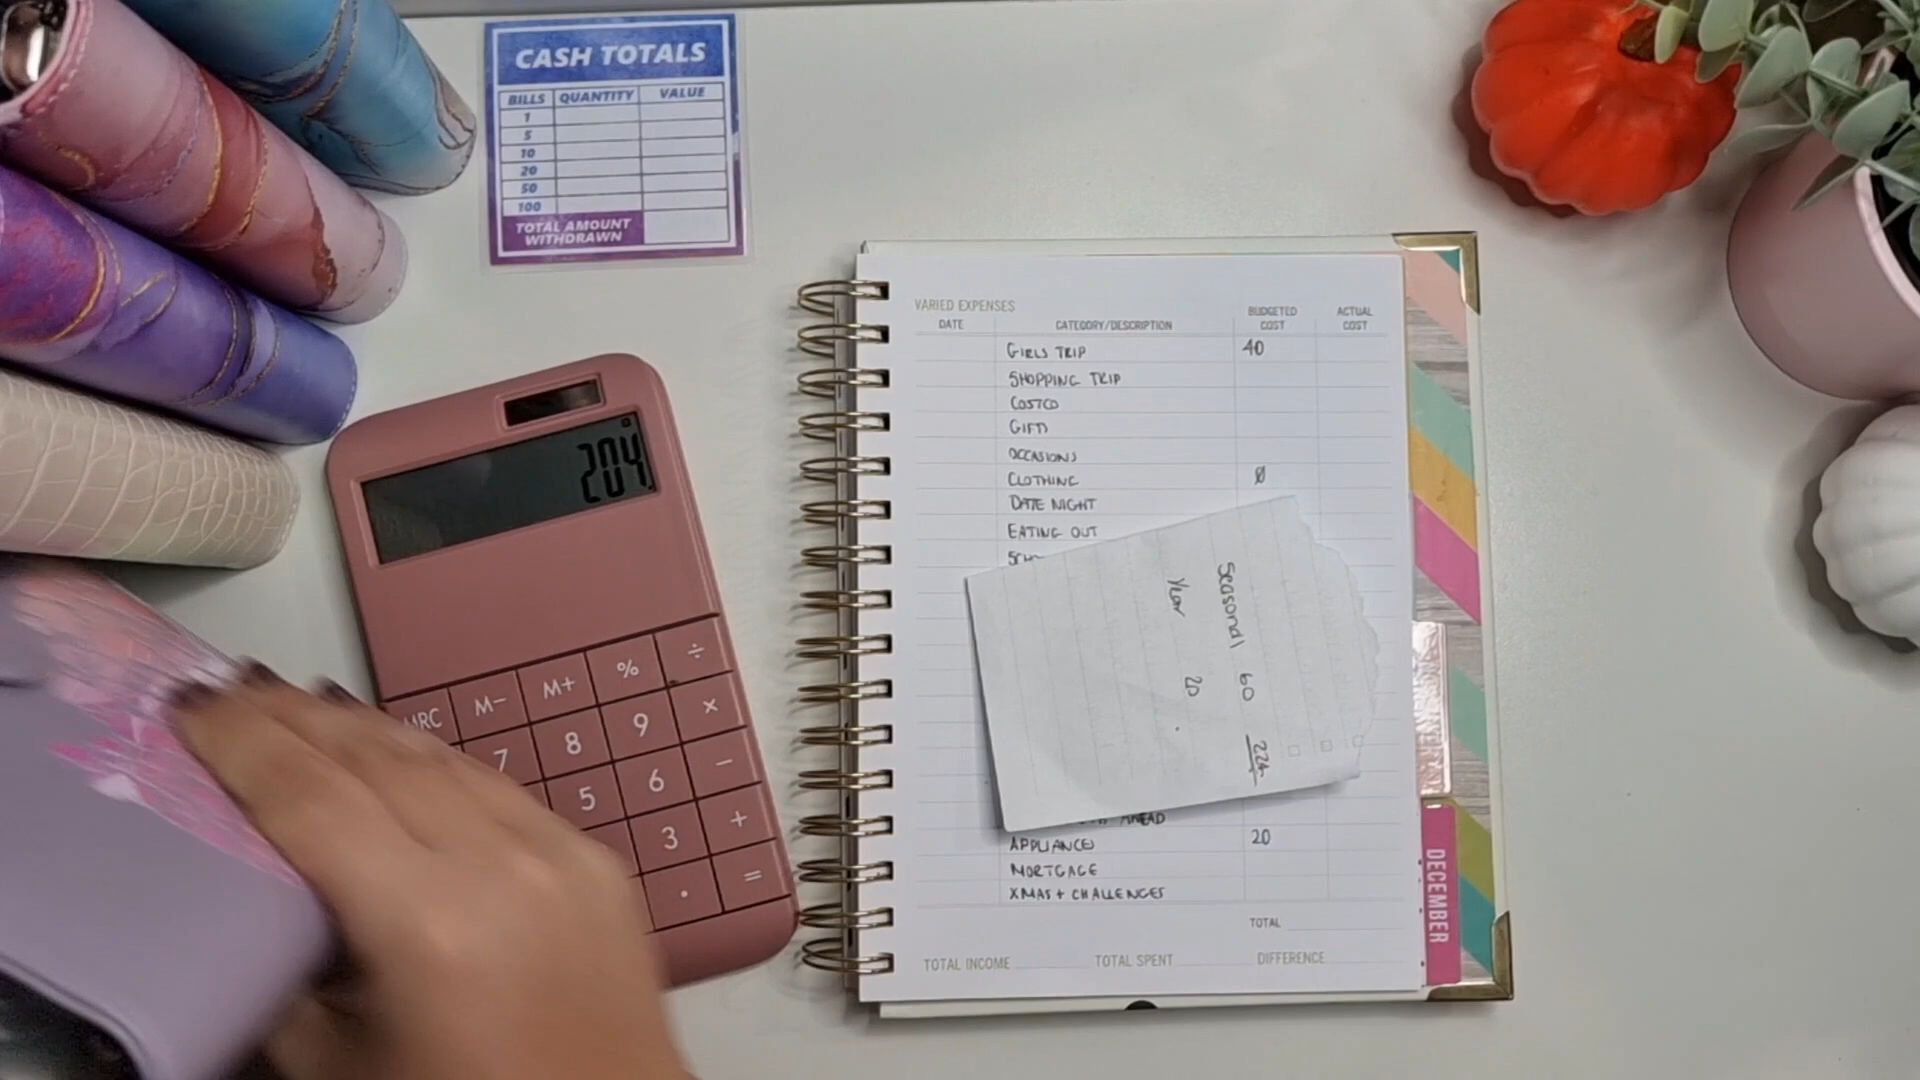 CASH TOTALS
BILLS QUANTITY VALUE
1
5
10
20
50
100
TOTAL AMOUNT
WITHDRAWN
204.
MRC M- M+ % ÷
7 8 9 ×
5 6 −
3 +
. =
VARIED EXPENSES
DATE CATEGORY/DESCRIPTION BUDGETED COST ACTUAL COST
GIRLS TRIP 40
SHOPPING TRIP
COSTCO
GIFTS
OCCASIONS
CLOTHING Ø
DATE NIGHT
EATING OUT
Seasonal 60
Year 20
AHEAD
APPLIANCES 20
MORTGAGE
XMAS + CHALLENGES
TOTAL
TOTAL INCOME TOTAL SPENT DIFFERENCE
DECEMBER